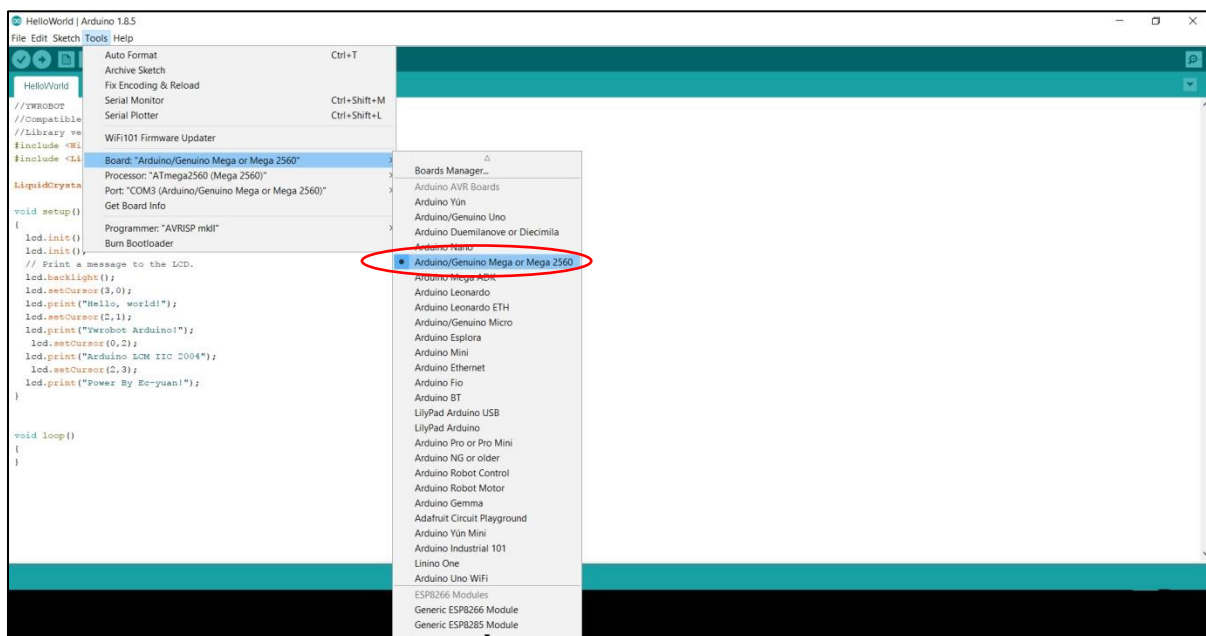 HelloWorld | Arduino 1.8.5
File Edit Sketch Tools Help
HelloWorld
//YWROBOT
//Compatible
//Library ve
#include <Wi
#include <Li
LiquidCrysta
void setup()
{
lcd.init()
lcd.init();
// Print a message to the LCD.
lcd.backlight();
lcd.setCursor(3,0);
lcd.print("Hello, world!");
lcd.setCursor(2,1);
lcd.print("Ywrobot Arduino!");
lcd.setCursor(0,2);
lcd.print("Arduino LCM IIC 2004");
lcd.setCursor(2,3);
lcd.print("Power By Ec-yuan!");
}
void loop()
{
}
Auto Format Ctrl+T
Archive Sketch
Fix Encoding & Reload
Serial Monitor Ctrl+Shift+M
Serial Plotter Ctrl+Shift+L
WiFi101 Firmware Updater
Board: "Arduino/Genuino Mega or Mega 2560"
Processor: "ATmega2560 (Mega 2560)"
Port: "COM3 (Arduino/Genuino Mega or Mega 2560)"
Get Board Info
Programmer: "AVRISP mkII"
Burn Bootloader
Boards Manager...
Arduino AVR Boards
Arduino Yún
Arduino/Genuino Uno
Arduino Duemilanove or Diecimila
Arduino Nano
Arduino/Genuino Mega or Mega 2560
Arduino Mega ADK
Arduino Leonardo
Arduino Leonardo ETH
Arduino/Genuino Micro
Arduino Esplora
Arduino Mini
Arduino Ethernet
Arduino Fio
Arduino BT
LilyPad Arduino USB
LilyPad Arduino
Arduino Pro or Pro Mini
Arduino NG or older
Arduino Robot Control
Arduino Robot Motor
Arduino Gemma
Adafruit Circuit Playground
Arduino Yún Mini
Arduino Industrial 101
Linino One
Arduino Uno WiFi
ESP8266 Modules
Generic ESP8266 Module
Generic ESP8285 Module